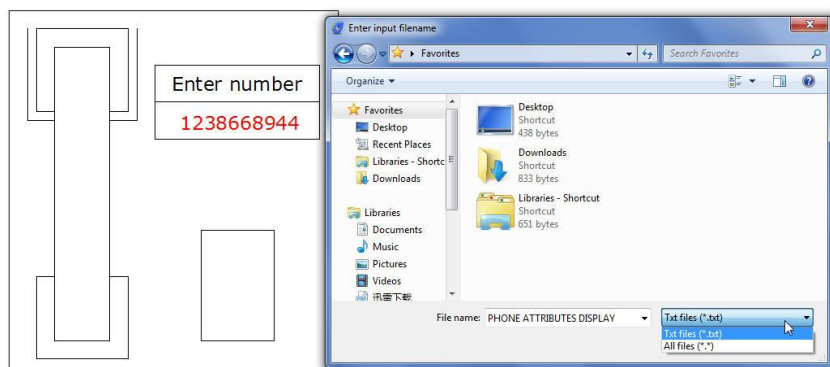 Enter number
1238668944
Enter input filename
Favorites
Search Favorites
Organize
Favorites
Desktop
Recent Places
Libraries - Shortc
Downloads
Libraries
Documents
Music
Pictures
Videos
迅雷下载
Desktop
Shortcut
438 bytes
Downloads
Shortcut
833 bytes
Libraries - Shortcut
Shortcut
651 bytes
File name: PHONE ATTRIBUTES DISPLAY
Txt files (*.txt)
Txt files (*.txt)
All files (*.*)